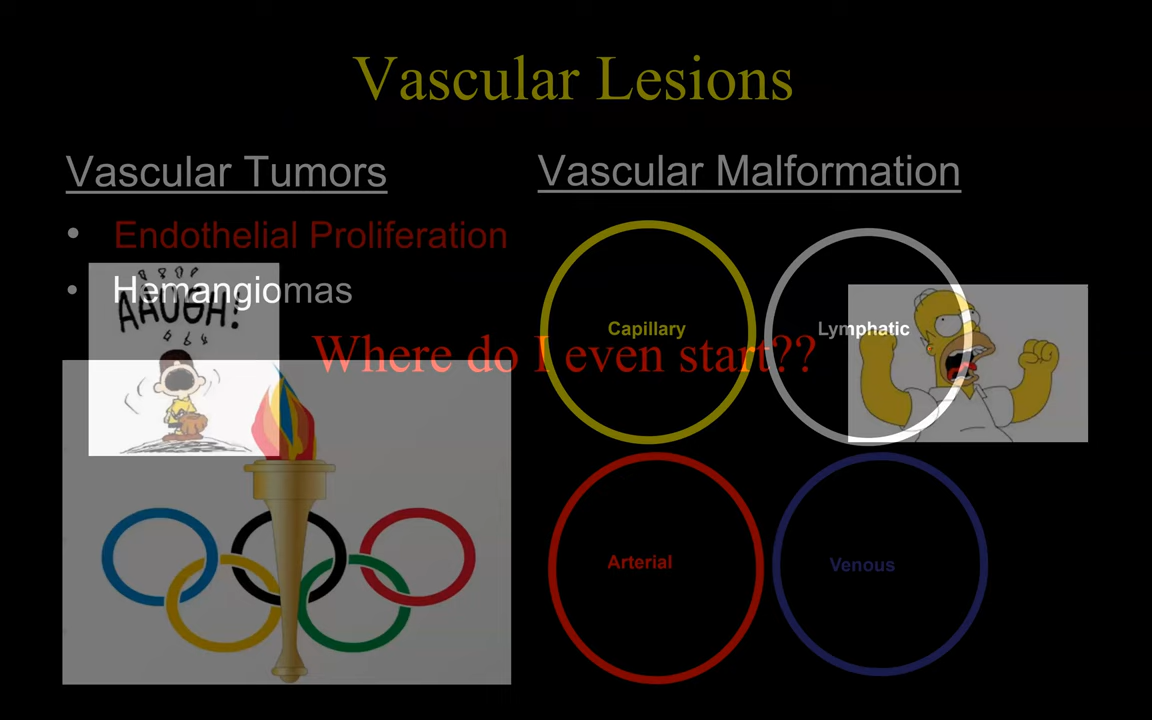 Vascular Lesions
Vascular Tumors
Vascular Malformation
• Endothelial Proliferation
• Hemangiomas
AAUGH!
Where do I even start??
Capillary
Lymphatic
Arterial
Venous